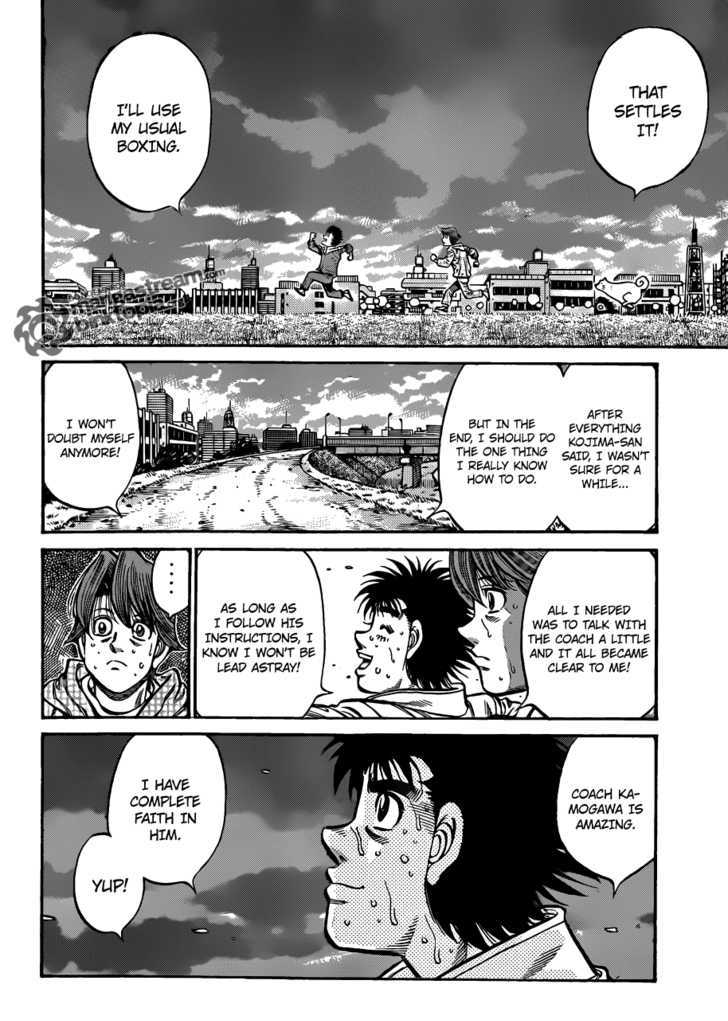 THAT
SETTLES
IT!
I'LL USE
MY USUAL
BOXING.
AFTER
EVERYTHING
KOJIMA-SAN
SAID, I WASN'T
SURE FOR A
WHILE...
BUT IN THE
END, I SHOULD DO
THE ONE THING
I REALLY KNOW
HOW TO DO.
I WON'T
DOUBT MYSELF
ANYMORE!
ALL I NEEDED
WAS TO TALK WITH
THE COACH A LITTLE
AND IT ALL BECAME
CLEAR TO ME!
AS LONG AS
I FOLLOW HIS
INSTRUCTIONS, I
KNOW I WON'T BE
LEAD ASTRAY!
...
COACH KA-
MOGAWA IS
AMAZING.
I HAVE
COMPLETE
FAITH IN
HIM.
YUP!